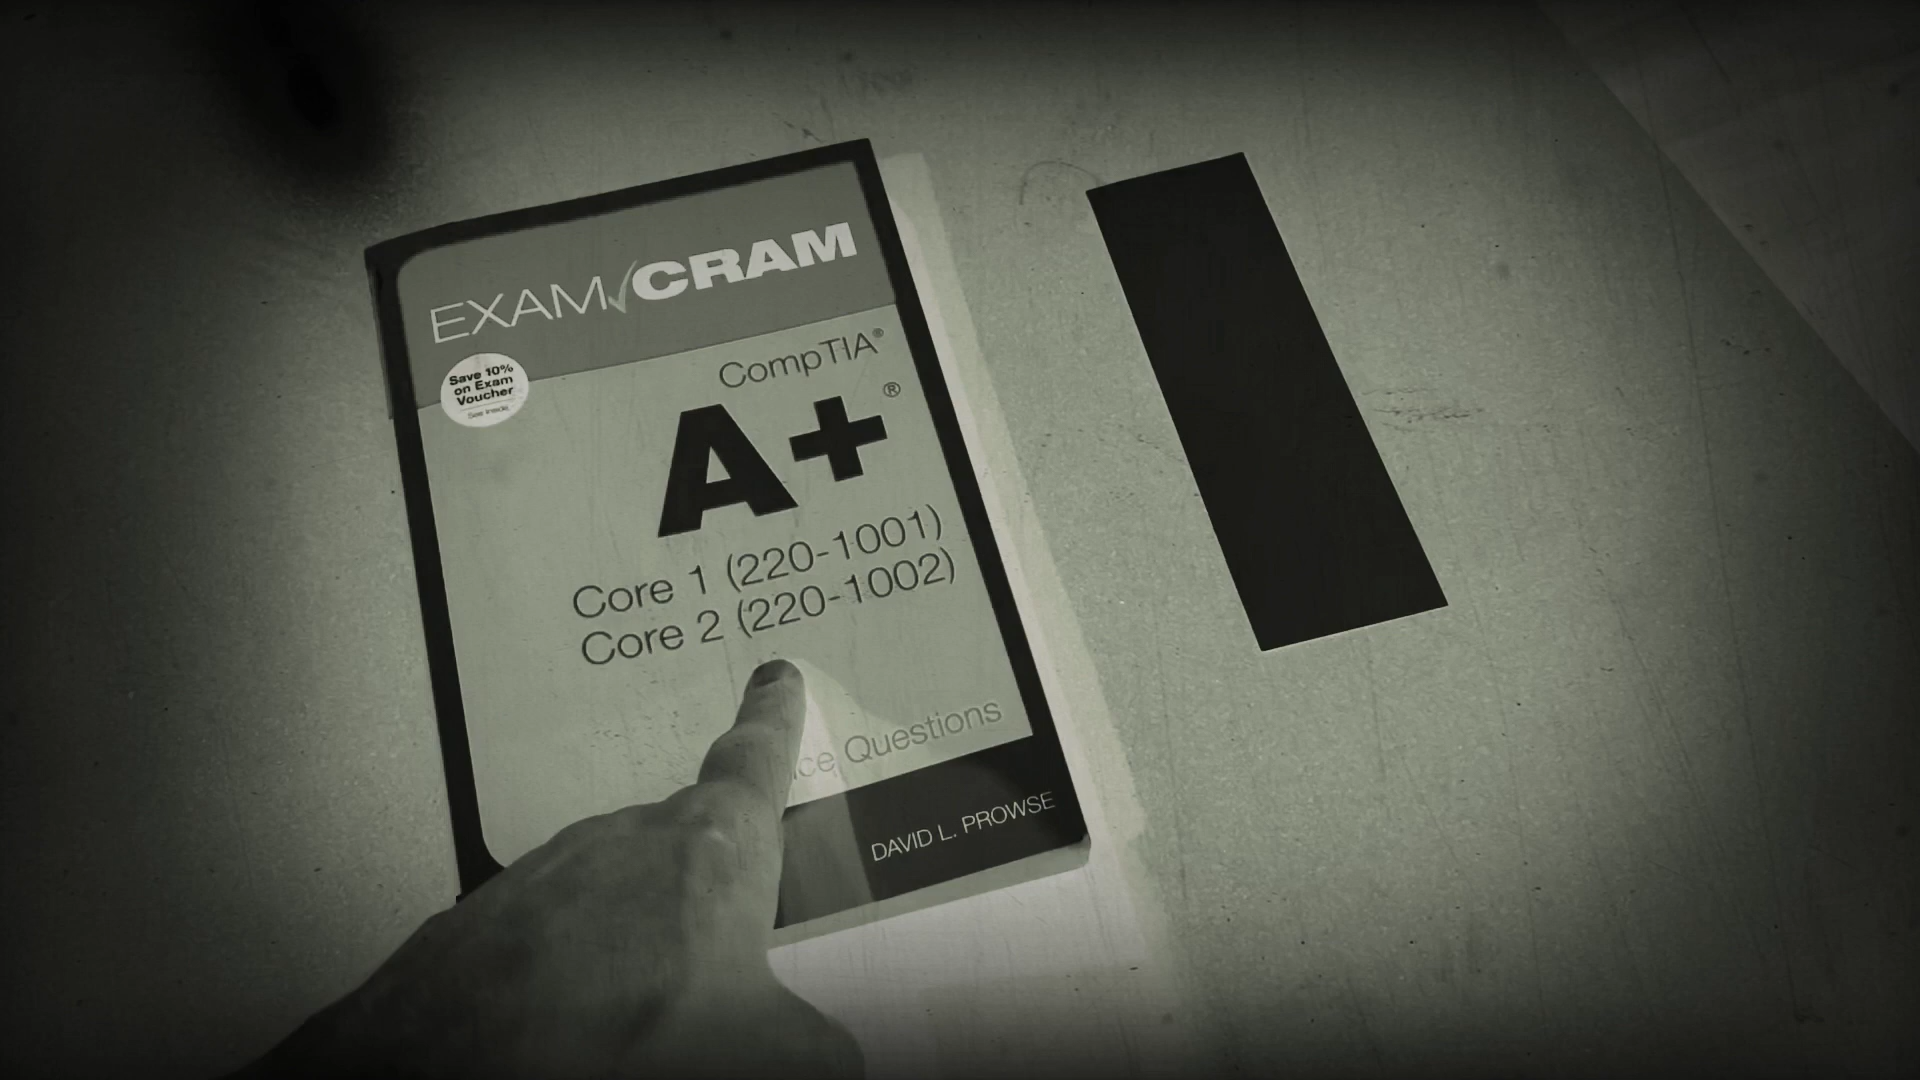 EXAM✓CRAM
Save 10%
on Exam
Voucher
See Inside.
CompTIA®
A+®
Core 1 (220-1001)
Core 2 (220-1002)
Questions
DAVID L. PROWSE